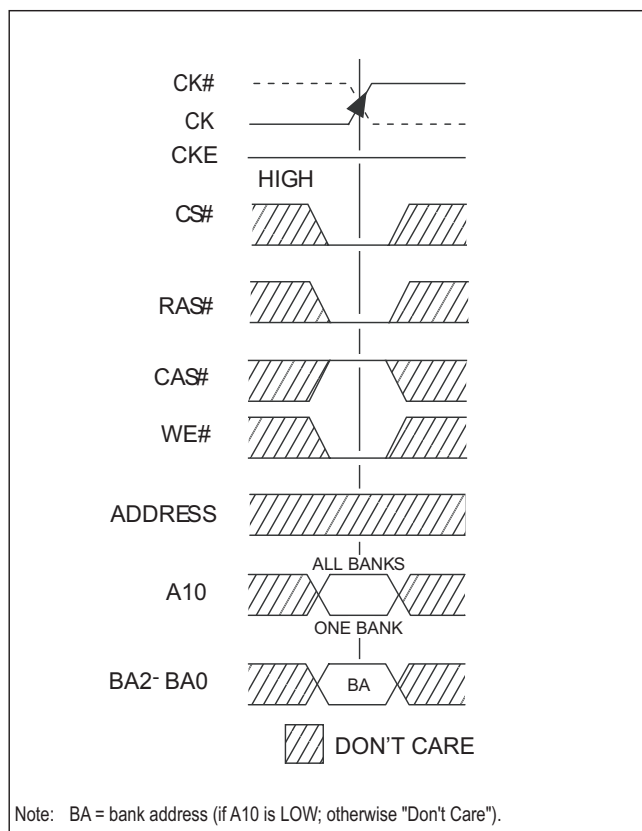 CK#
CK
CKE
HIGH
CS#
RAS#
CAS#
WE#
ADDRESS
ALL BANKS
A10
ONE BANK
BA2- BA0
BA
DON'T CARE
Note: BA = bank address (if A10 is LOW; otherwise "Don't Care").